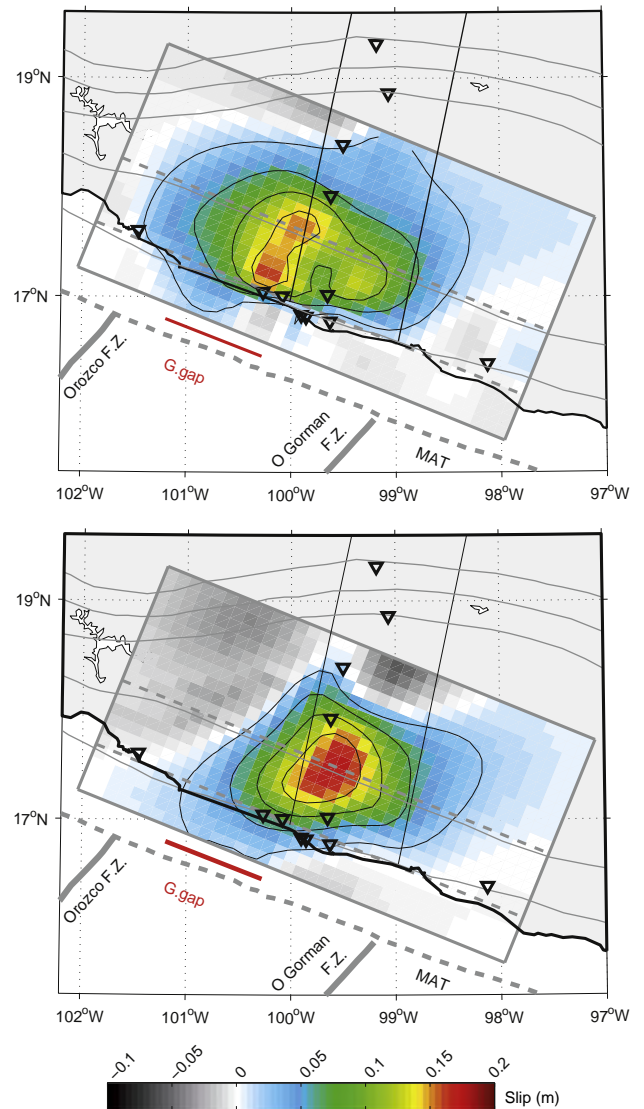 19°N
17°N
Orozco F.Z.
G.gap
O Gorman
F.Z.
MAT
102°W
101°W
100°W
99°W
98°W
97°W
19°N
17°N
Orozco F.Z.
G.gap
O Gorman
F.Z.
MAT
102°W
101°W
100°W
99°W
98°W
97°W
−0.1
−0.05
0
0.05
0.1
0.15
0.2
Slip (m)